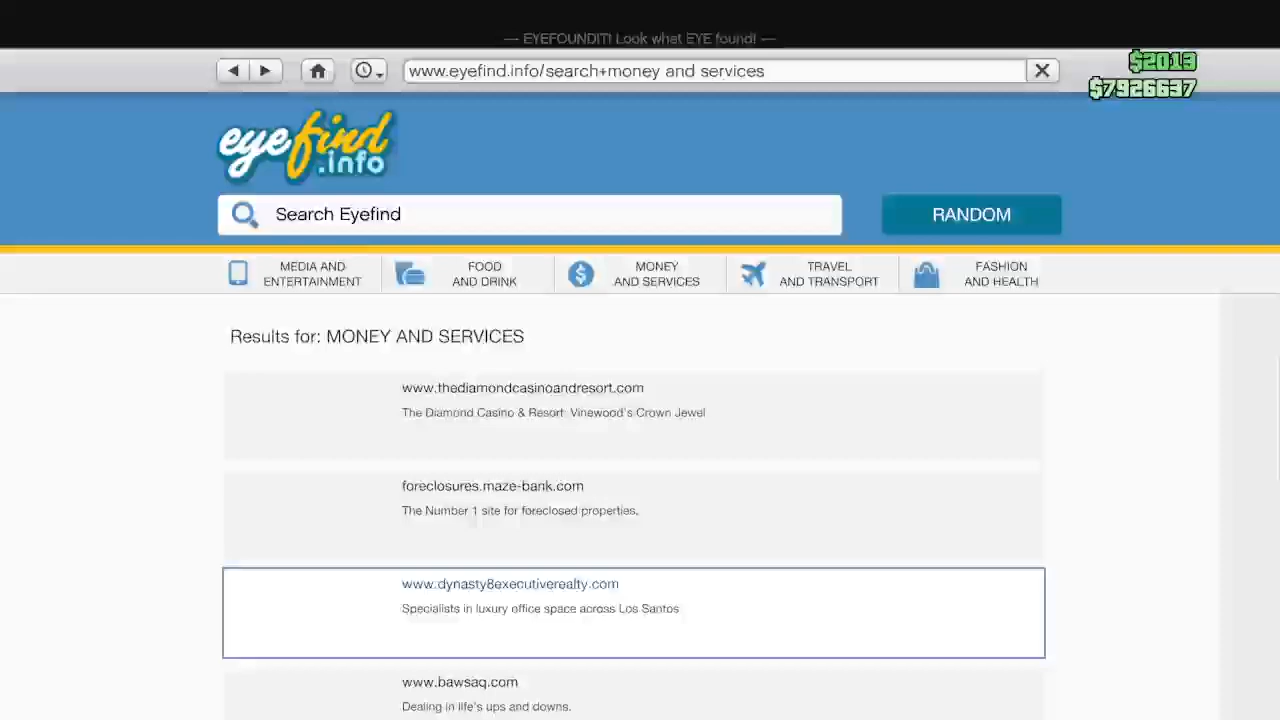 — EYEFOUNDIT! Look what EYE found! —
www.eyefind.info/search+money and services
$2013
$7926637
eyefind
.info
Search Eyefind
RANDOM
MEDIA AND
ENTERTAINMENT
FOOD
AND DRINK
MONEY
AND SERVICES
TRAVEL
AND TRANSPORT
FASHION
AND HEALTH
Results for: MONEY AND SERVICES
www.thediamondcasinoandresort.com
The Diamond Casino & Resort: Vinewood's Crown Jewel
foreclosures.maze-bank.com
The Number 1 site for foreclosed properties.
www.dynasty8executiverealty.com
Specialists in luxury office space across Los Santos
www.bawsaq.com
Dealing in life's ups and downs.